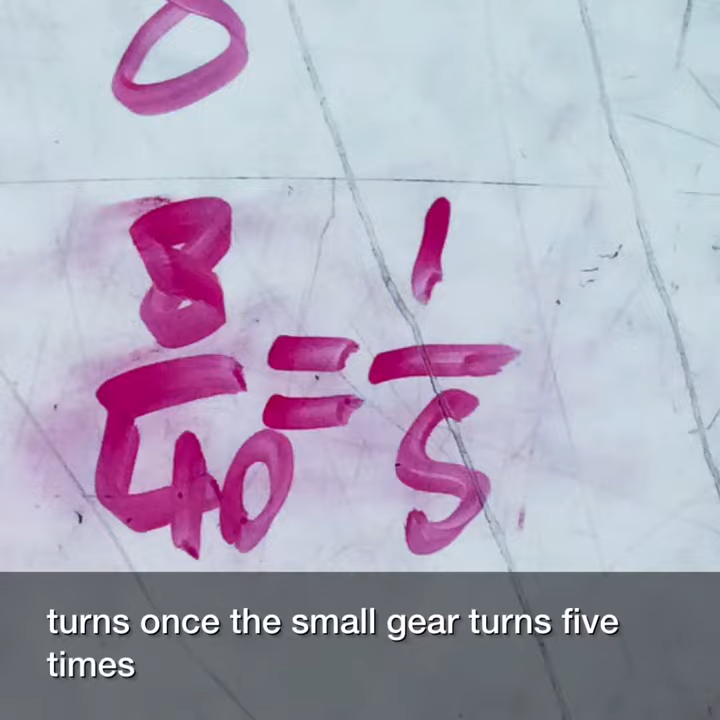 0
8/40 = 1/5
turns once the small gear turns five
times